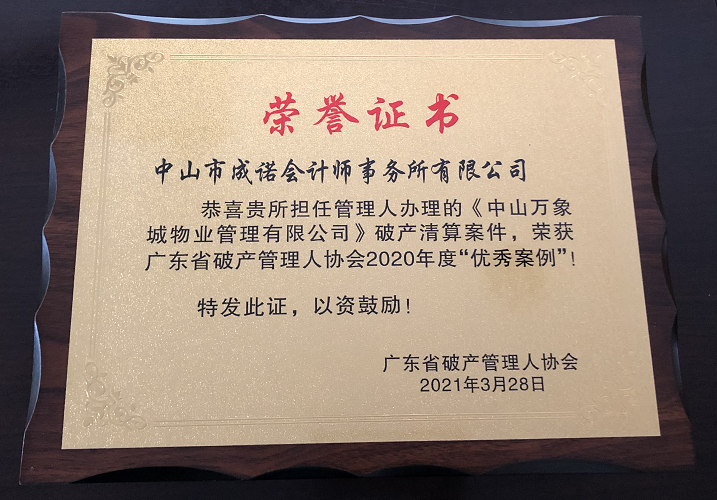 荣誉证书
中山市成诺会计师事务所有限公司
恭喜贵所担任管理人办理的《中山万象
城物业管理有限公司》破产清算案件，荣获
广东省破产管理人协会2020年度“优秀案例”！
特发此证，以资鼓励！
广东省破产管理人协会
2021年3月28日